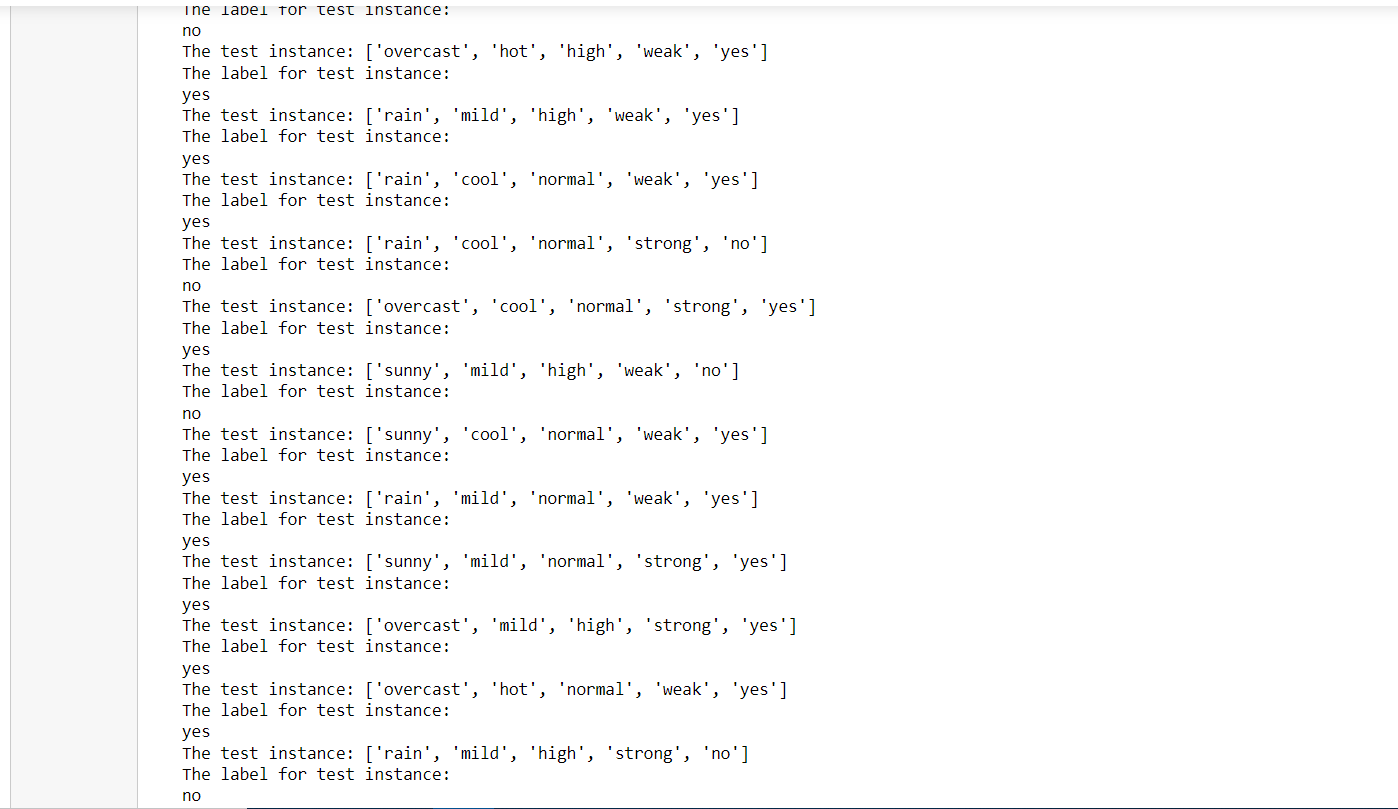 The label for test instance:
no
The test instance: ['overcast', 'hot', 'high', 'weak', 'yes']
The label for test instance:
yes
The test instance: ['rain', 'mild', 'high', 'weak', 'yes']
The label for test instance:
yes
The test instance: ['rain', 'cool', 'normal', 'weak', 'yes']
The label for test instance:
yes
The test instance: ['rain', 'cool', 'normal', 'strong', 'no']
The label for test instance:
no
The test instance: ['overcast', 'cool', 'normal', 'strong', 'yes']
The label for test instance:
yes
The test instance: ['sunny', 'mild', 'high', 'weak', 'no']
The label for test instance:
no
The test instance: ['sunny', 'cool', 'normal', 'weak', 'yes']
The label for test instance:
yes
The test instance: ['rain', 'mild', 'normal', 'weak', 'yes']
The label for test instance:
yes
The test instance: ['sunny', 'mild', 'normal', 'strong', 'yes']
The label for test instance:
yes
The test instance: ['overcast', 'mild', 'high', 'strong', 'yes']
The label for test instance:
yes
The test instance: ['overcast', 'hot', 'normal', 'weak', 'yes']
The label for test instance:
yes
The test instance: ['rain', 'mild', 'high', 'strong', 'no']
The label for test instance:
no